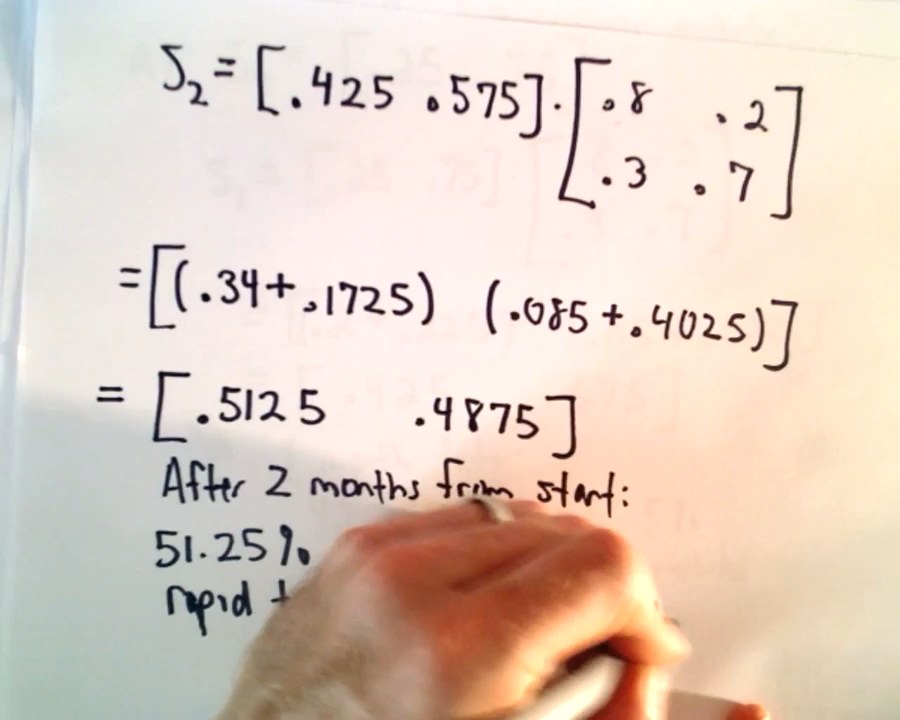 S₂ = [.425 .575] · [.8 .2
.3 .7]
= [(.34+.1725) (.085+.4025)]
= [.5125 .4875]
After 2 months from start:
51.25%
rapid